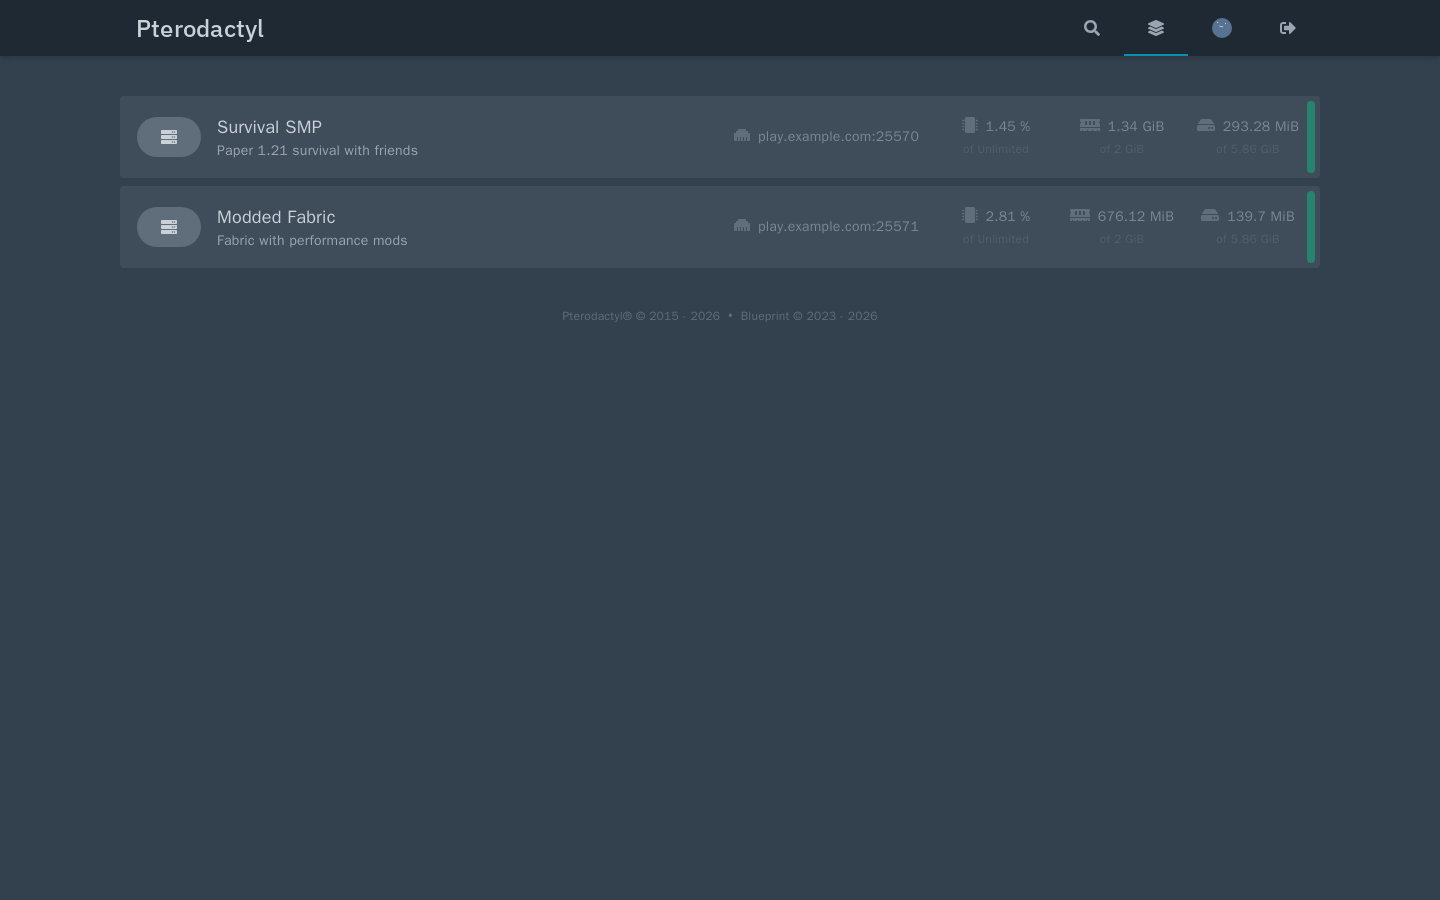 Pterodactyl
Survival SMP
Paper 1.21 survival with friends
play.example.com:25570
1.45 %
of Unlimited
1.34 GiB
of 2 GiB
293.28 MiB
of 5.86 GiB
Modded Fabric
Fabric with performance mods
play.example.com:25571
2.81 %
of Unlimited
676.12 MiB
of 2 GiB
139.7 MiB
of 5.86 GiB
Pterodactyl® © 2015 - 2026 • Blueprint © 2023 - 2026